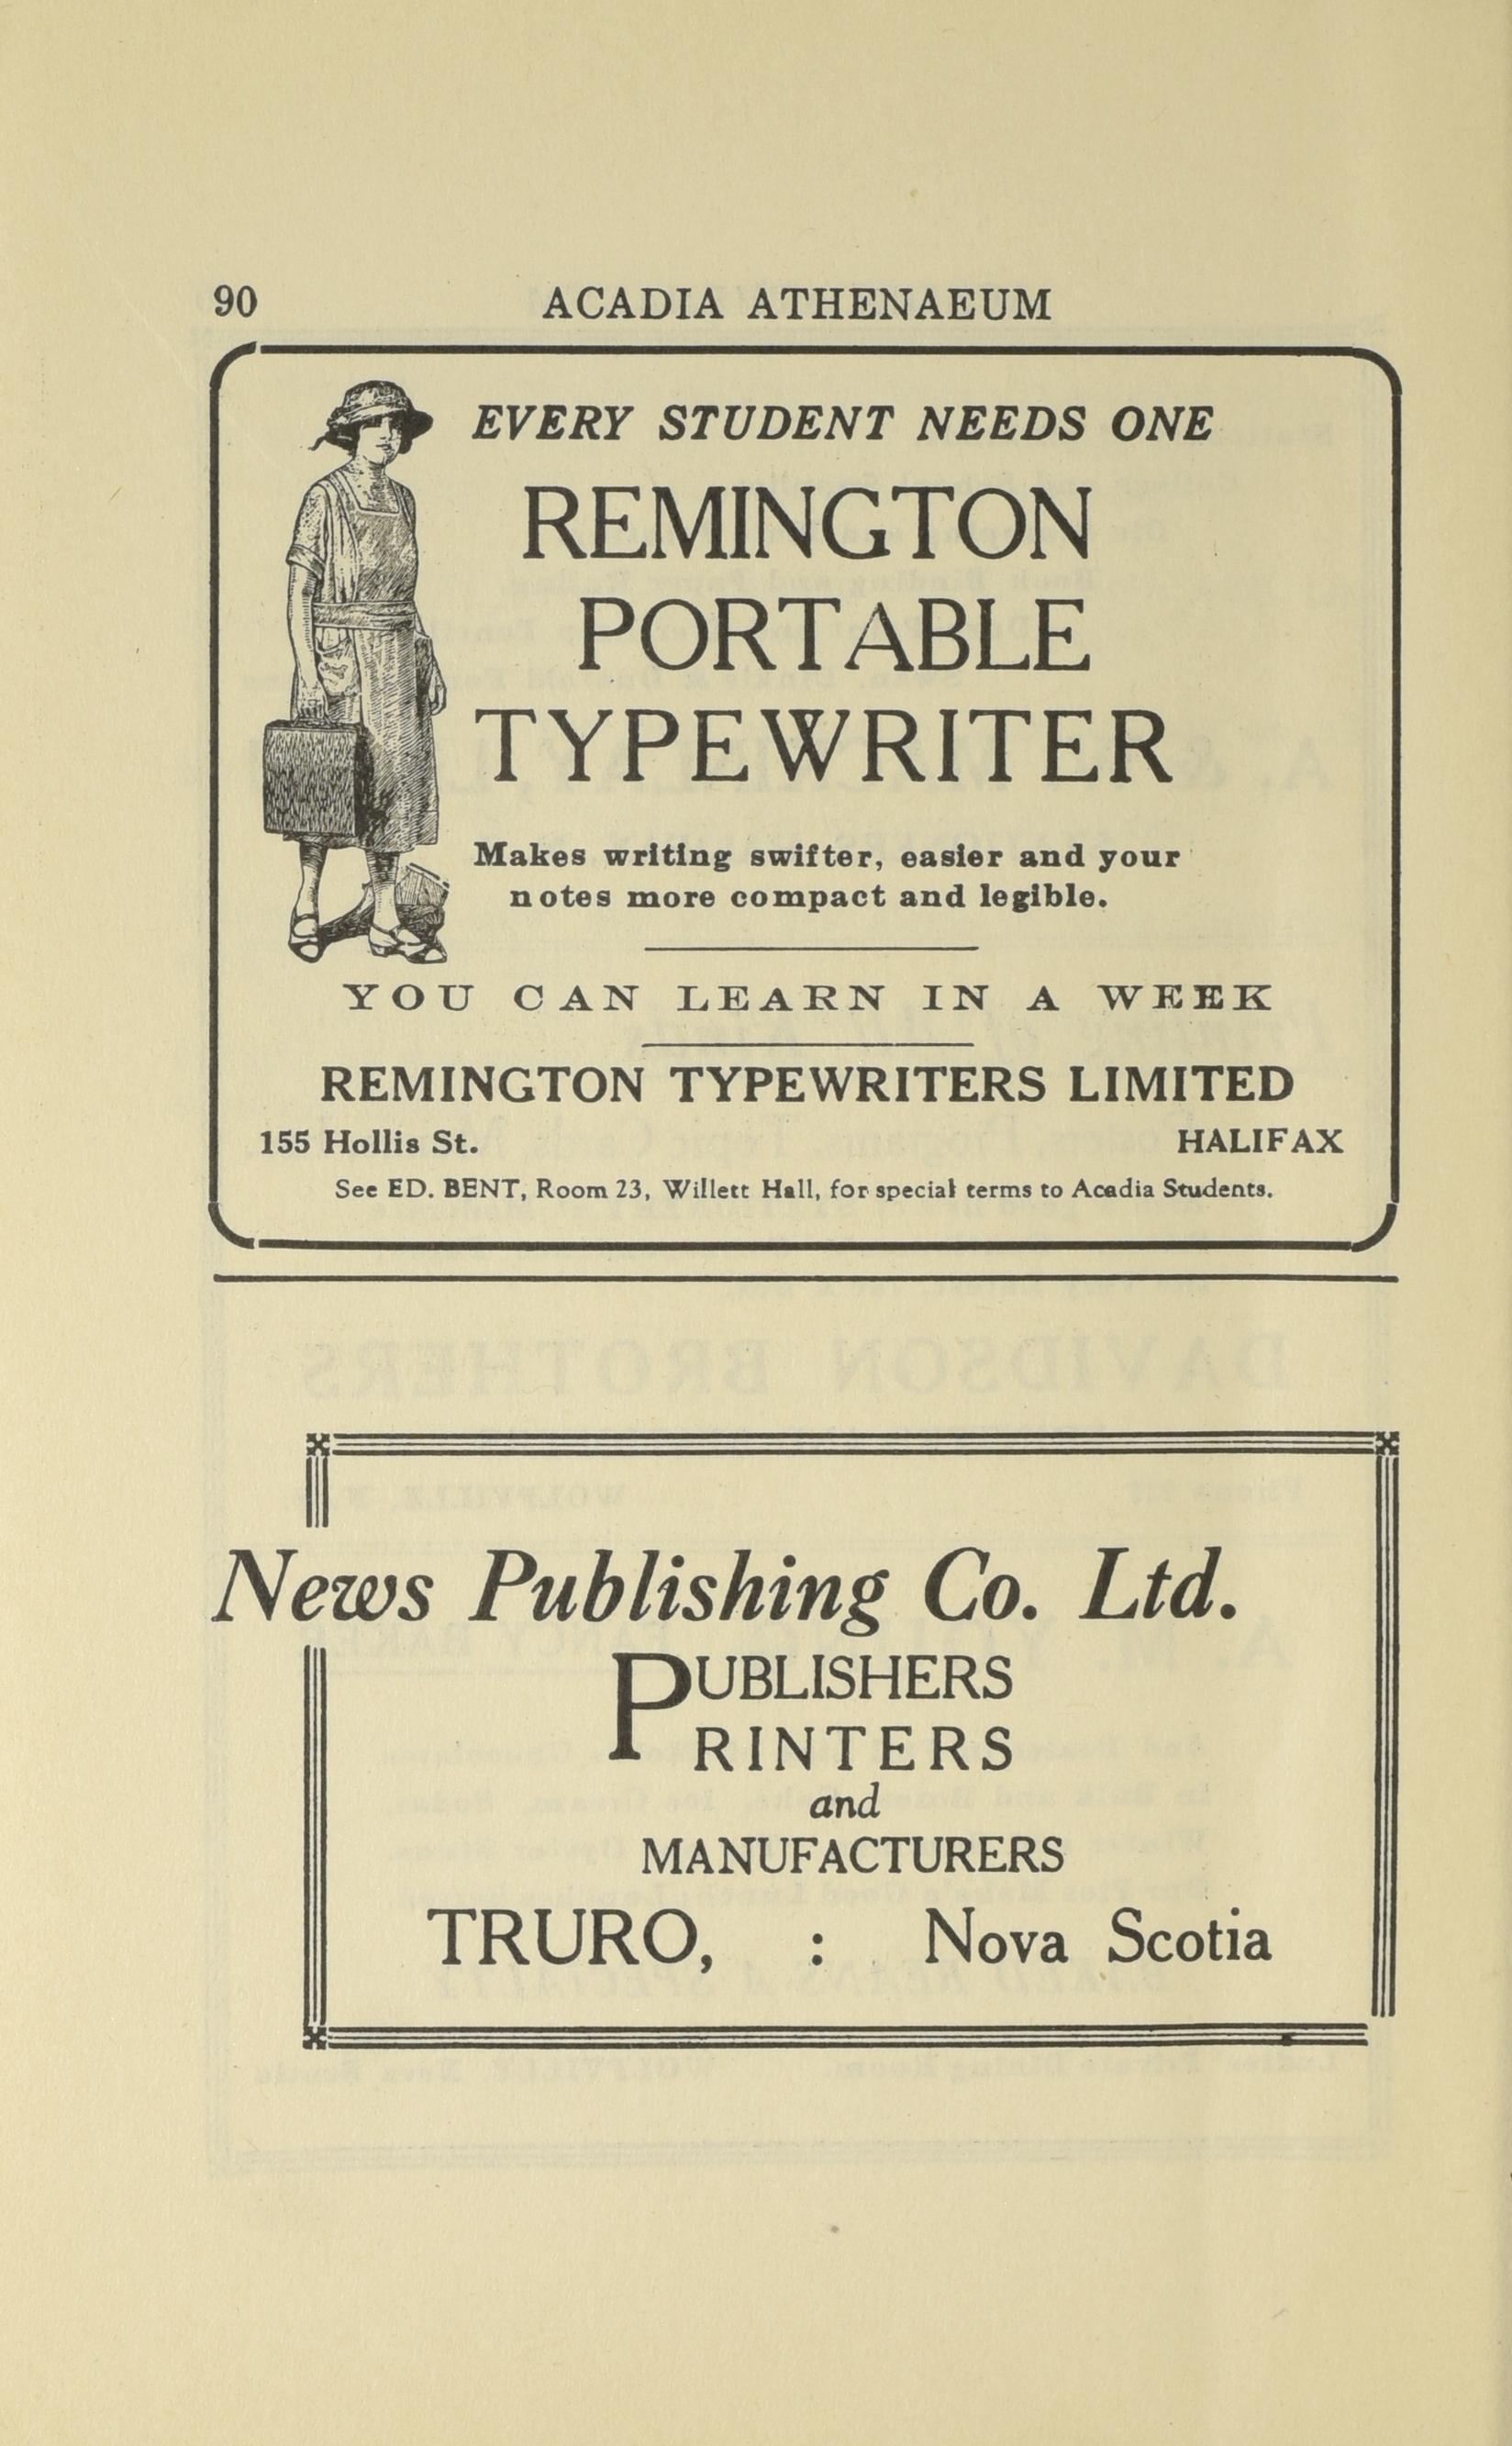 90 ACADIA ATHENAEUM
EVERY STUDENT NEEDS ONE
REMINGTON
PORTABLE
TYPEWRITER
Makes writing swifter, easier and your
notes more compact and legible.
YOU CAN LEARN IN A WEEK
REMINGTON TYPEWRITERS LIMITED
155 Hollis St. HALIFAX
See ED. BENT, Room 23, Willett Hall, for special terms to Acadia Students.
News Publishing Co. Ltd.
PUBLISHERS
PRINTERS
and
MANUFACTURERS
TRURO, : Nova Scotia